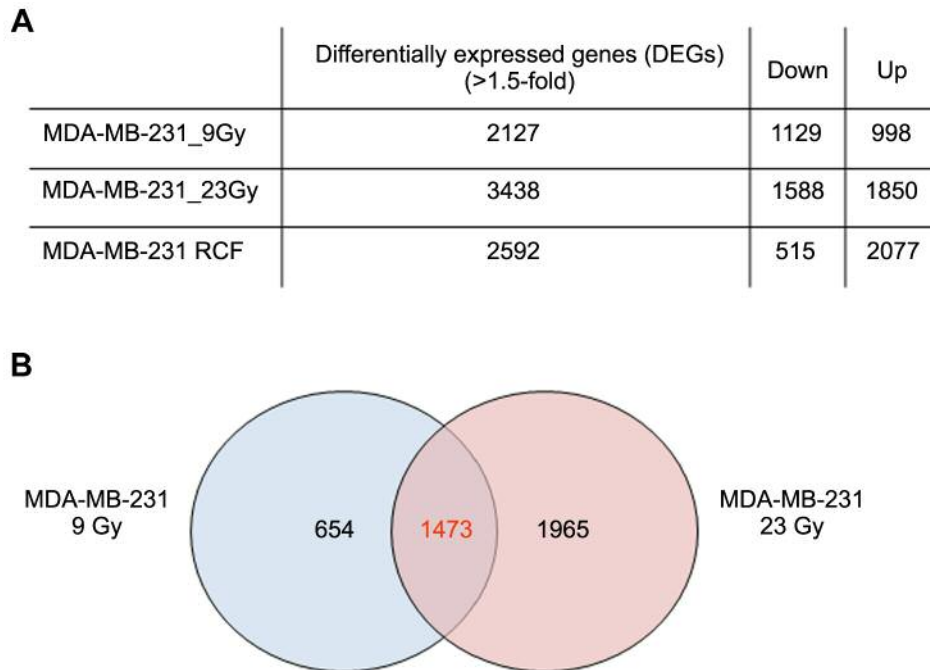 A
Differentially expressed genes (DEGs)
(>1.5-fold)
Down
Up
MDA-MB-231_9Gy 2127 1129 998
MDA-MB-231_23Gy 3438 1588 1850
MDA-MB-231 RCF 2592 515 2077
B
MDA-MB-231
9 Gy
654
1473
1965
MDA-MB-231
23 Gy